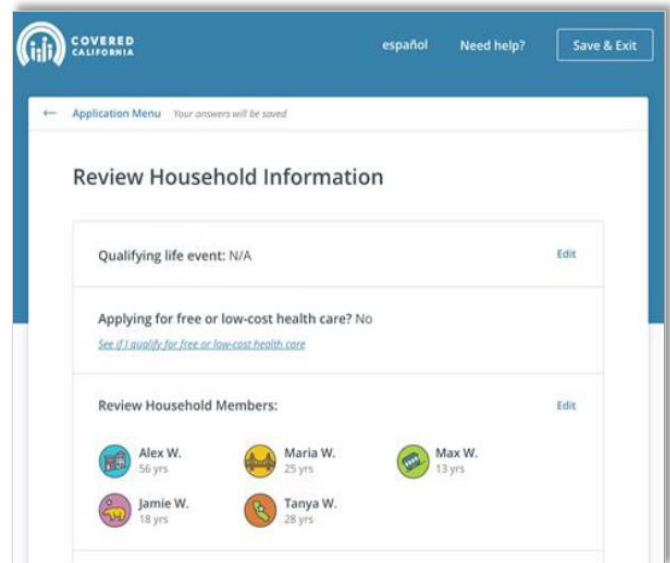 COVERED
CALIFORNIA
español Need help? Save & Exit
← Application Menu Your answers will be saved
Review Household Information
Qualifying life event: N/A Edit
Applying for free or low-cost health care? No
See if I qualify for free or low-cost health care
Review Household Members: Edit
Alex W. Maria W. Max W.
56 yrs 25 yrs 13 yrs
Jamie W. Tanya W.
18 yrs 28 yrs